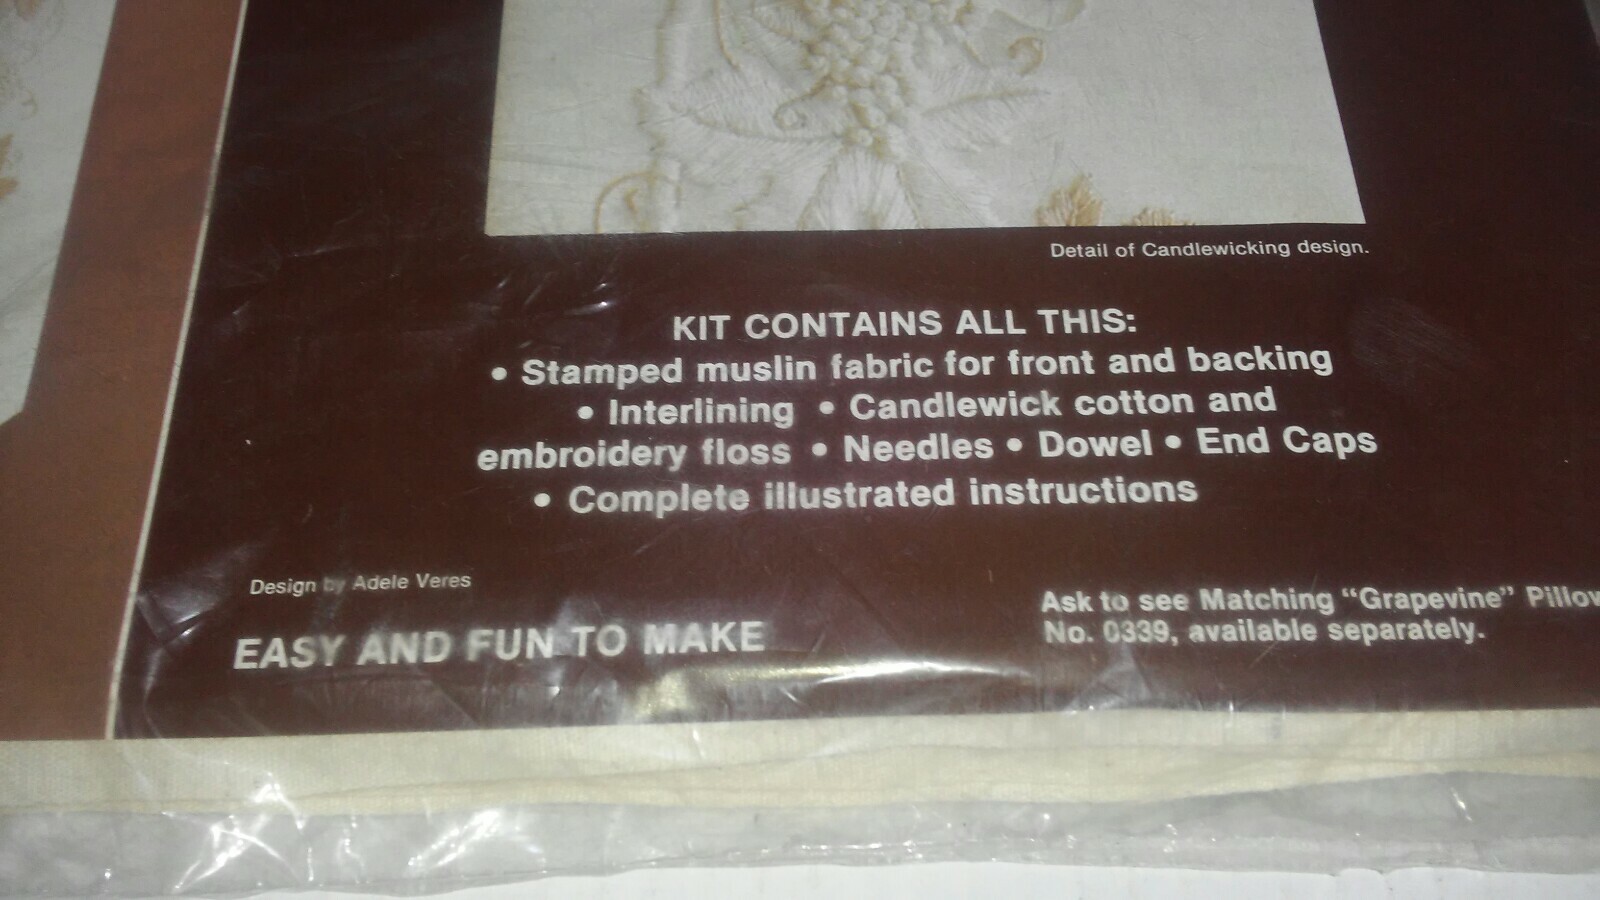 Detail of Candlewicking design.
KIT CONTAINS ALL THIS:
• Stamped muslin fabric for front and backing
• Interlining • Candlewick cotton and
embroidery floss • Needles • Dowel • End Caps
• Complete illustrated instructions
Design by Adele Veres
EASY AND FUN TO MAKE
Ask to see Matching “Grapevine” Pillow
No. 0339, available separately.